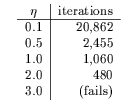 η iterations
0.1 20,862
0.5 2,455
1.0 1,060
2.0 480
3.0 (fails)